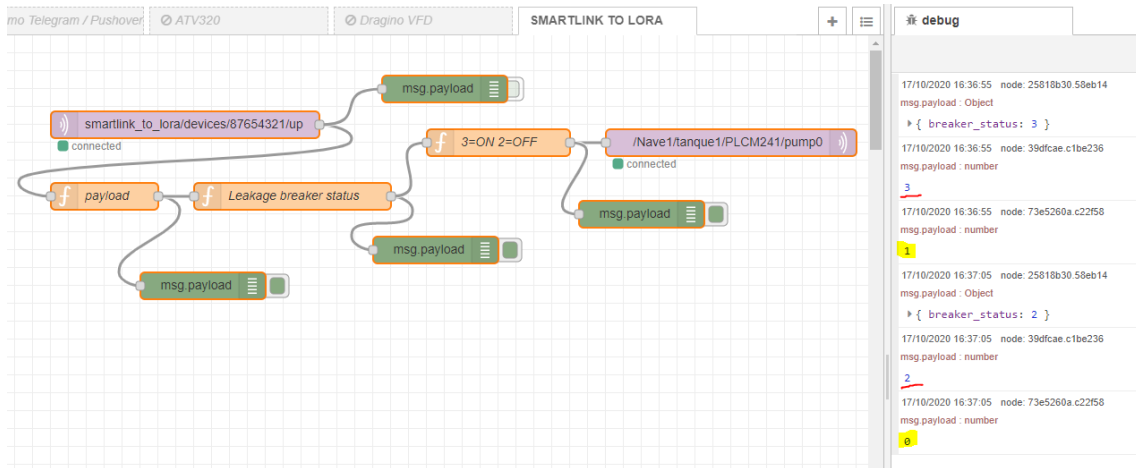 mo Telegram / Pushover
ATV320
Dragino VFD
SMARTLINK TO LORA
debug
msg.payload
smartlink_to_lora/devices/87654321/up
connected
3=ON 2=OFF
/Nave1/tanque1/PLCM241/pump0
connected
payload
Leakage breaker status
msg.payload
msg.payload
msg.payload
17/10/2020 16:36:55 node: 25818b30.58eb14
msg.payload : Object
{ breaker_status: 3 }
17/10/2020 16:36:55 node: 39dfcae.c1be236
msg.payload : number
3
17/10/2020 16:36:55 node: 73e5260a.c22f58
msg.payload : number
1
17/10/2020 16:37:05 node: 25818b30.58eb14
msg.payload : Object
{ breaker_status: 2 }
17/10/2020 16:37:05 node: 39dfcae.c1be236
msg.payload : number
2
17/10/2020 16:37:05 node: 73e5260a.c22f58
msg.payload : number
0